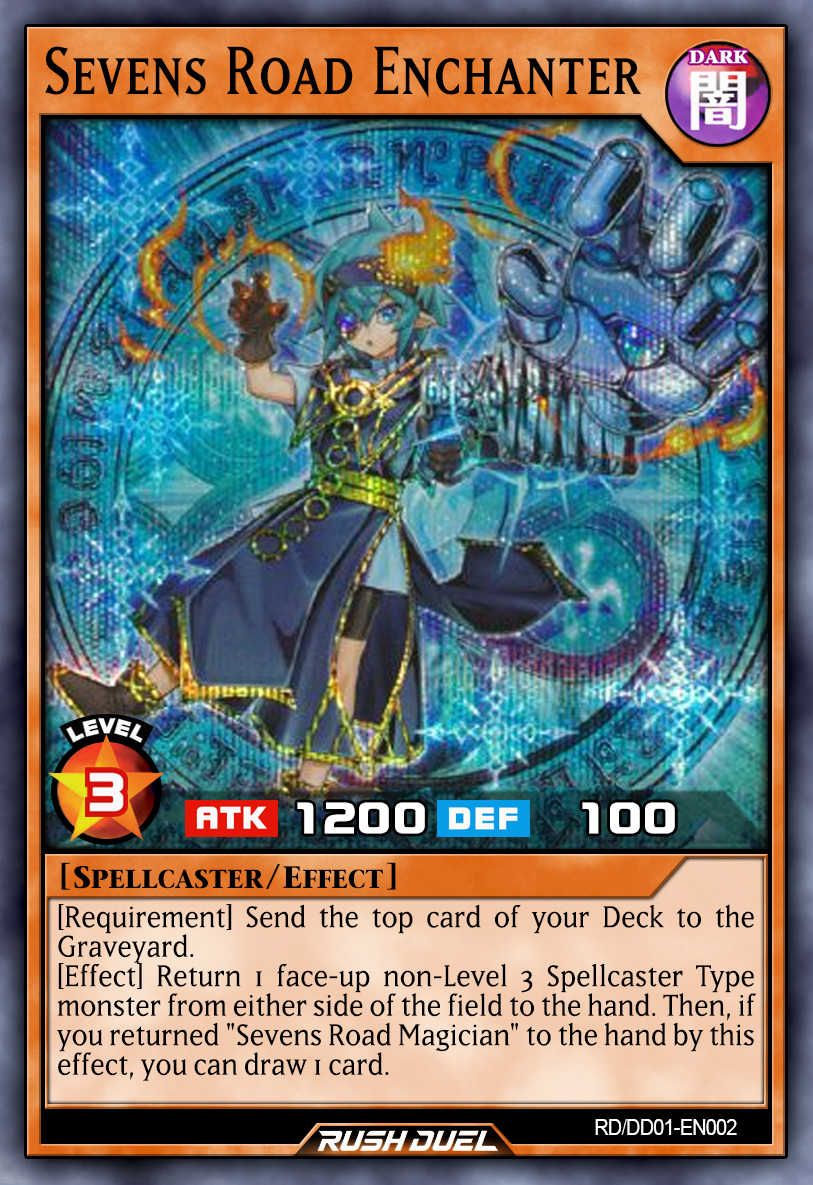 Sevens Road Enchanter
DARK
闇
LEVEL
3
ATK 1200 DEF 100
[Spellcaster/Effect]
[Requirement] Send the top card of your Deck to the
Graveyard.
[Effect] Return 1 face-up non-Level 3 Spellcaster Type
monster from either side of the field to the hand. Then, if
you returned "Sevens Road Magician" to the hand by this
effect, you can draw 1 card.
RD/DD01-EN002
RUSH DUEL